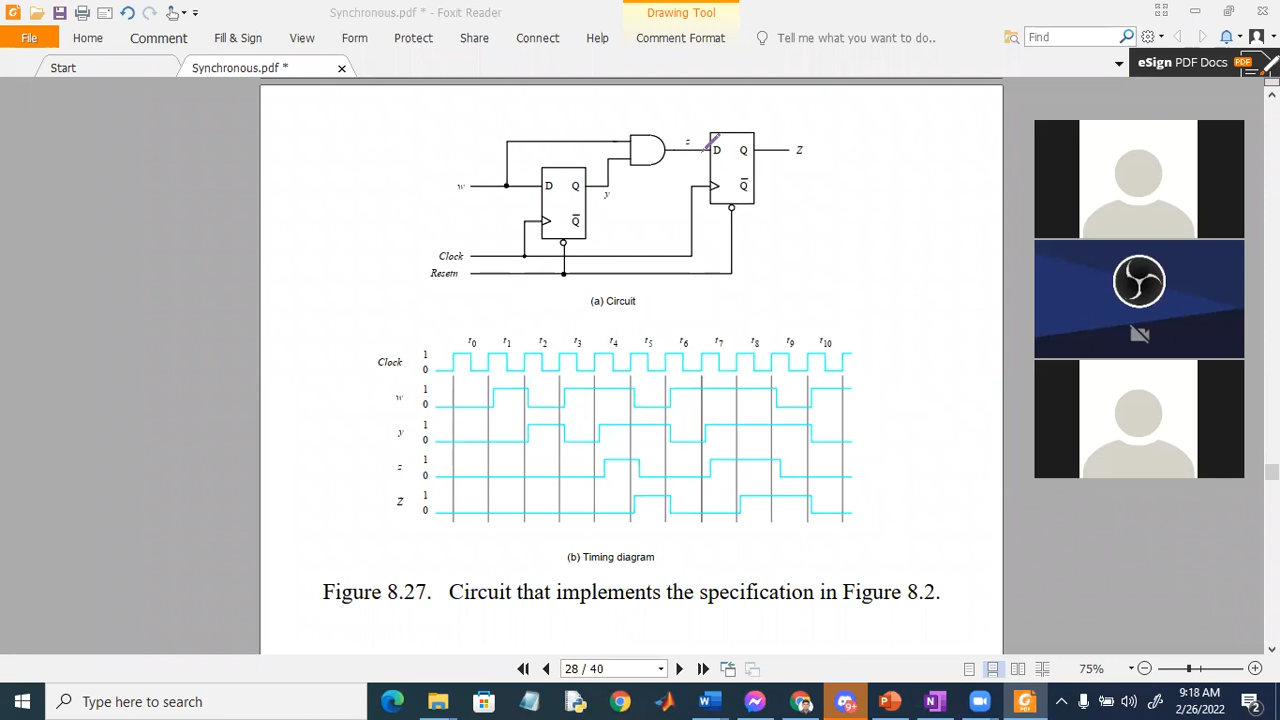 Synchronous.pdf * - Foxit Reader
Drawing Tool
File Home Comment Fill & Sign View Form Protect Share Connect Help Comment Format Tell me what you want to do.. Find
Start Synchronous.pdf * eSign PDF Docs PDF
z
D Q Z
w D Q Q
y
Q
Clock
Resetn
(a) Circuit
t0 t1 t2 t3 t4 t5 t6 t7 t8 t9 t10
Clock 1
0
w 1
0
y 1
0
z 1
0
Z 1
0
(b) Timing diagram
Figure 8.27. Circuit that implements the specification in Figure 8.2.
28 / 40 75%
Type here to search
9+
PDF
9:18 AM
2/26/2022
2